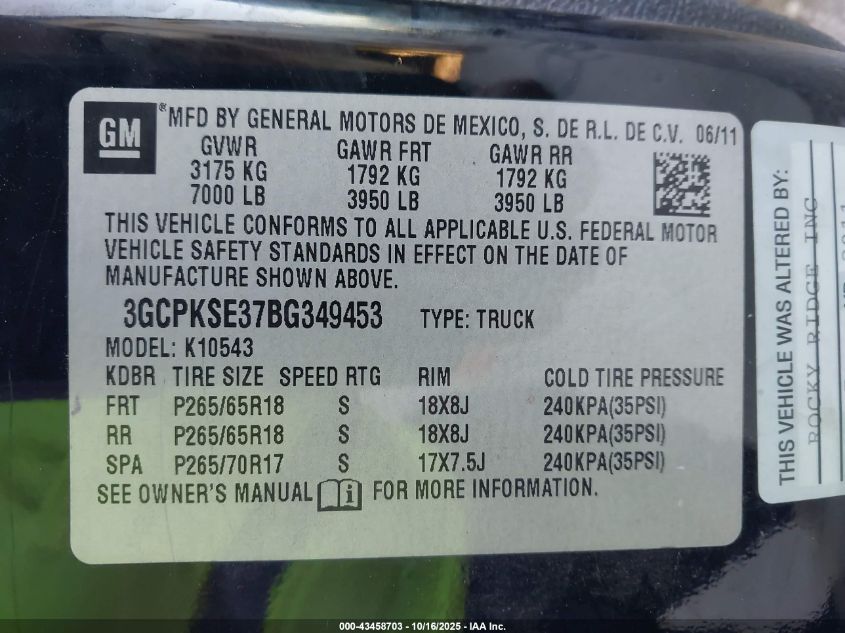 GM ® MFD BY GENERAL MOTORS DE MEXICO, S. DE R.L. DE C.V. 06/11
GVWR GAWR FRT GAWR RR
3175 KG 1792 KG 1792 KG
7000 LB 3950 LB 3950 LB
THIS VEHICLE CONFORMS TO ALL APPLICABLE U.S. FEDERAL MOTOR
VEHICLE SAFETY STANDARDS IN EFFECT ON THE DATE OF
MANUFACTURE SHOWN ABOVE.
3GCPKSE37BG349453 TYPE: TRUCK
MODEL: K10543
KDBR TIRE SIZE SPEED RTG RIM COLD TIRE PRESSURE
FRT P265/65R18 S 18X8J 240KPA(35PSI)
RR P265/65R18 S 18X8J 240KPA(35PSI)
SPA P265/70R17 S 17X7.5J 240KPA(35PSI)
SEE OWNER'S MANUAL i FOR MORE INFORMATION.
THIS VEHICLE WAS ALTERED BY:
ROCKY RIDGE INC
2011
000-43458703 - 10/16/2025 - IAA Inc.